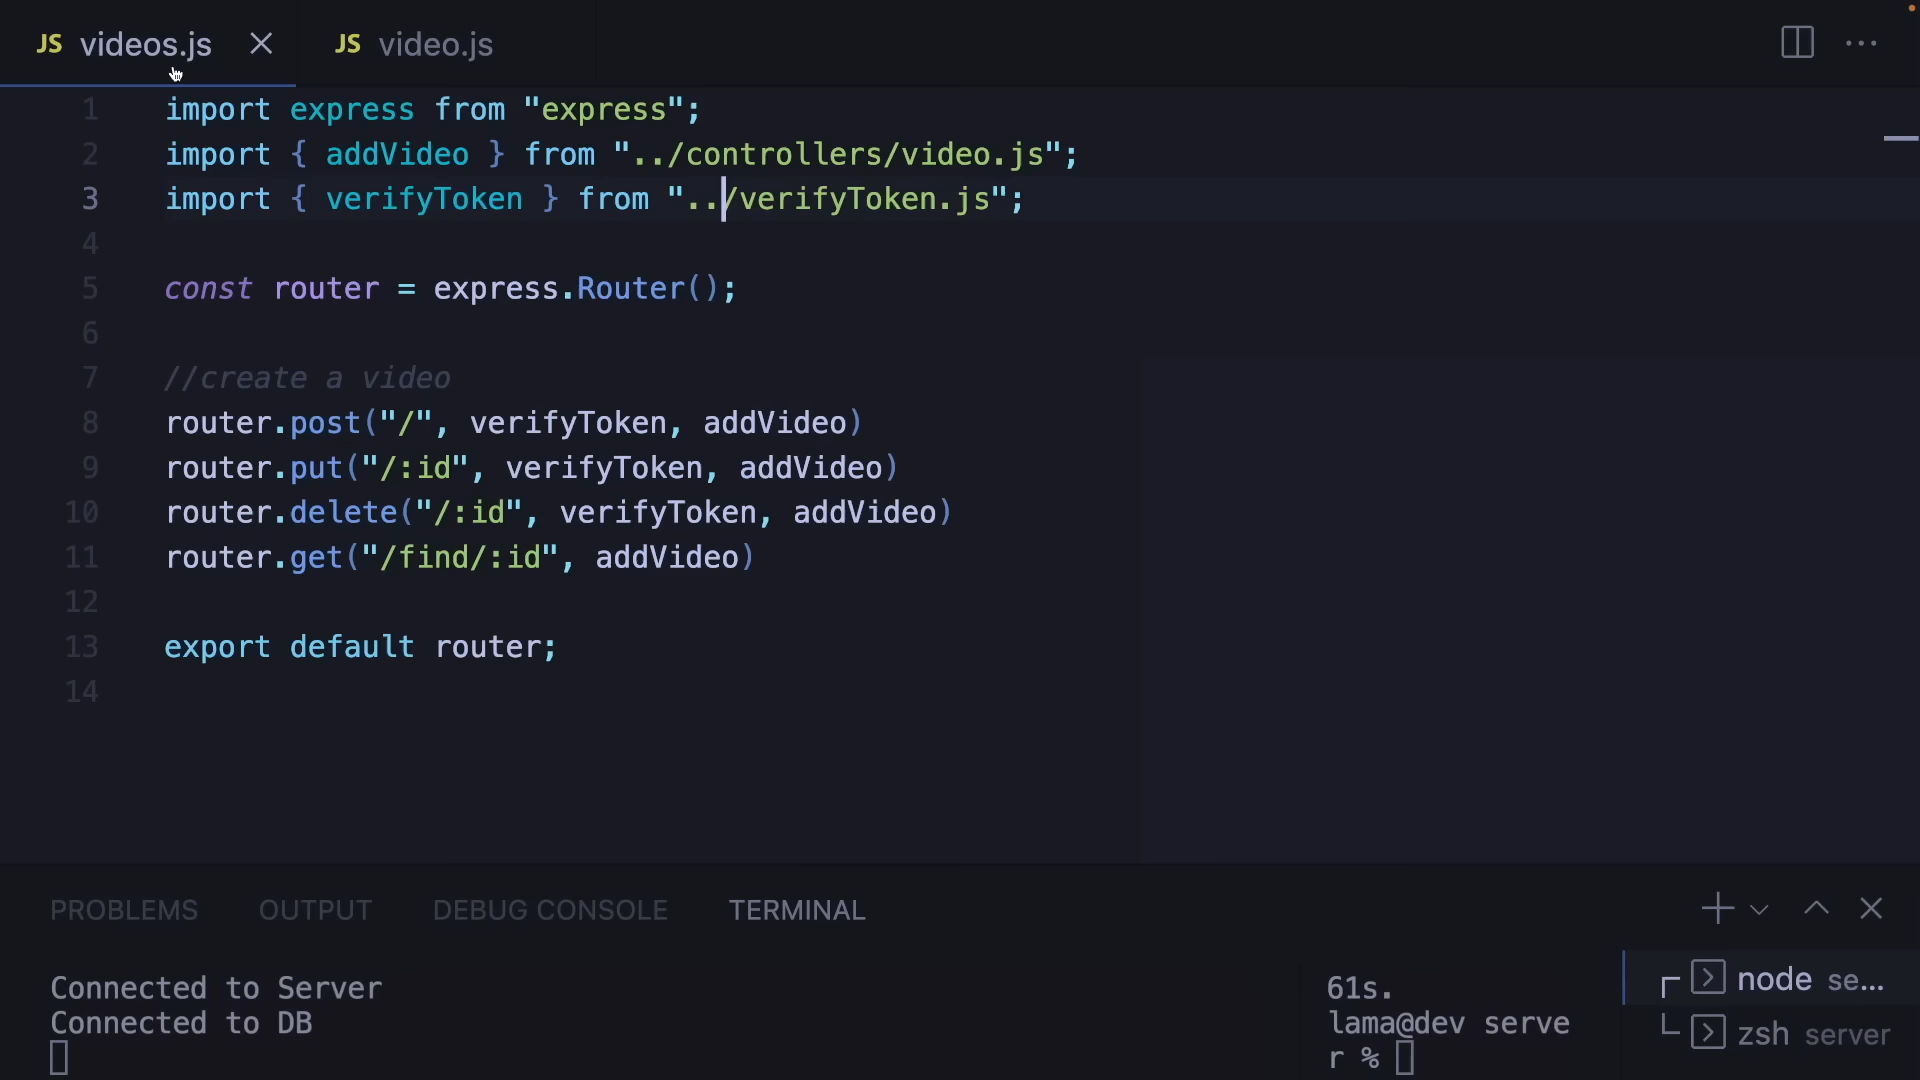 JS videos.js JS video.js
1 import express from "express";
2 import { addVideo } from "../controllers/video.js";
3 import { verifyToken } from "../verifyToken.js";
4
5 const router = express.Router();
6
7 //create a video
8 router.post("/", verifyToken, addVideo)
9 router.put("/:id", verifyToken, addVideo)
10 router.delete("/:id", verifyToken, addVideo)
11 router.get("/find/:id", addVideo)
12
13 export default router;
14
PROBLEMS OUTPUT DEBUG CONSOLE TERMINAL
Connected to Server
Connected to DB
61s.
lama@dev serve
r %
node se...
zsh server